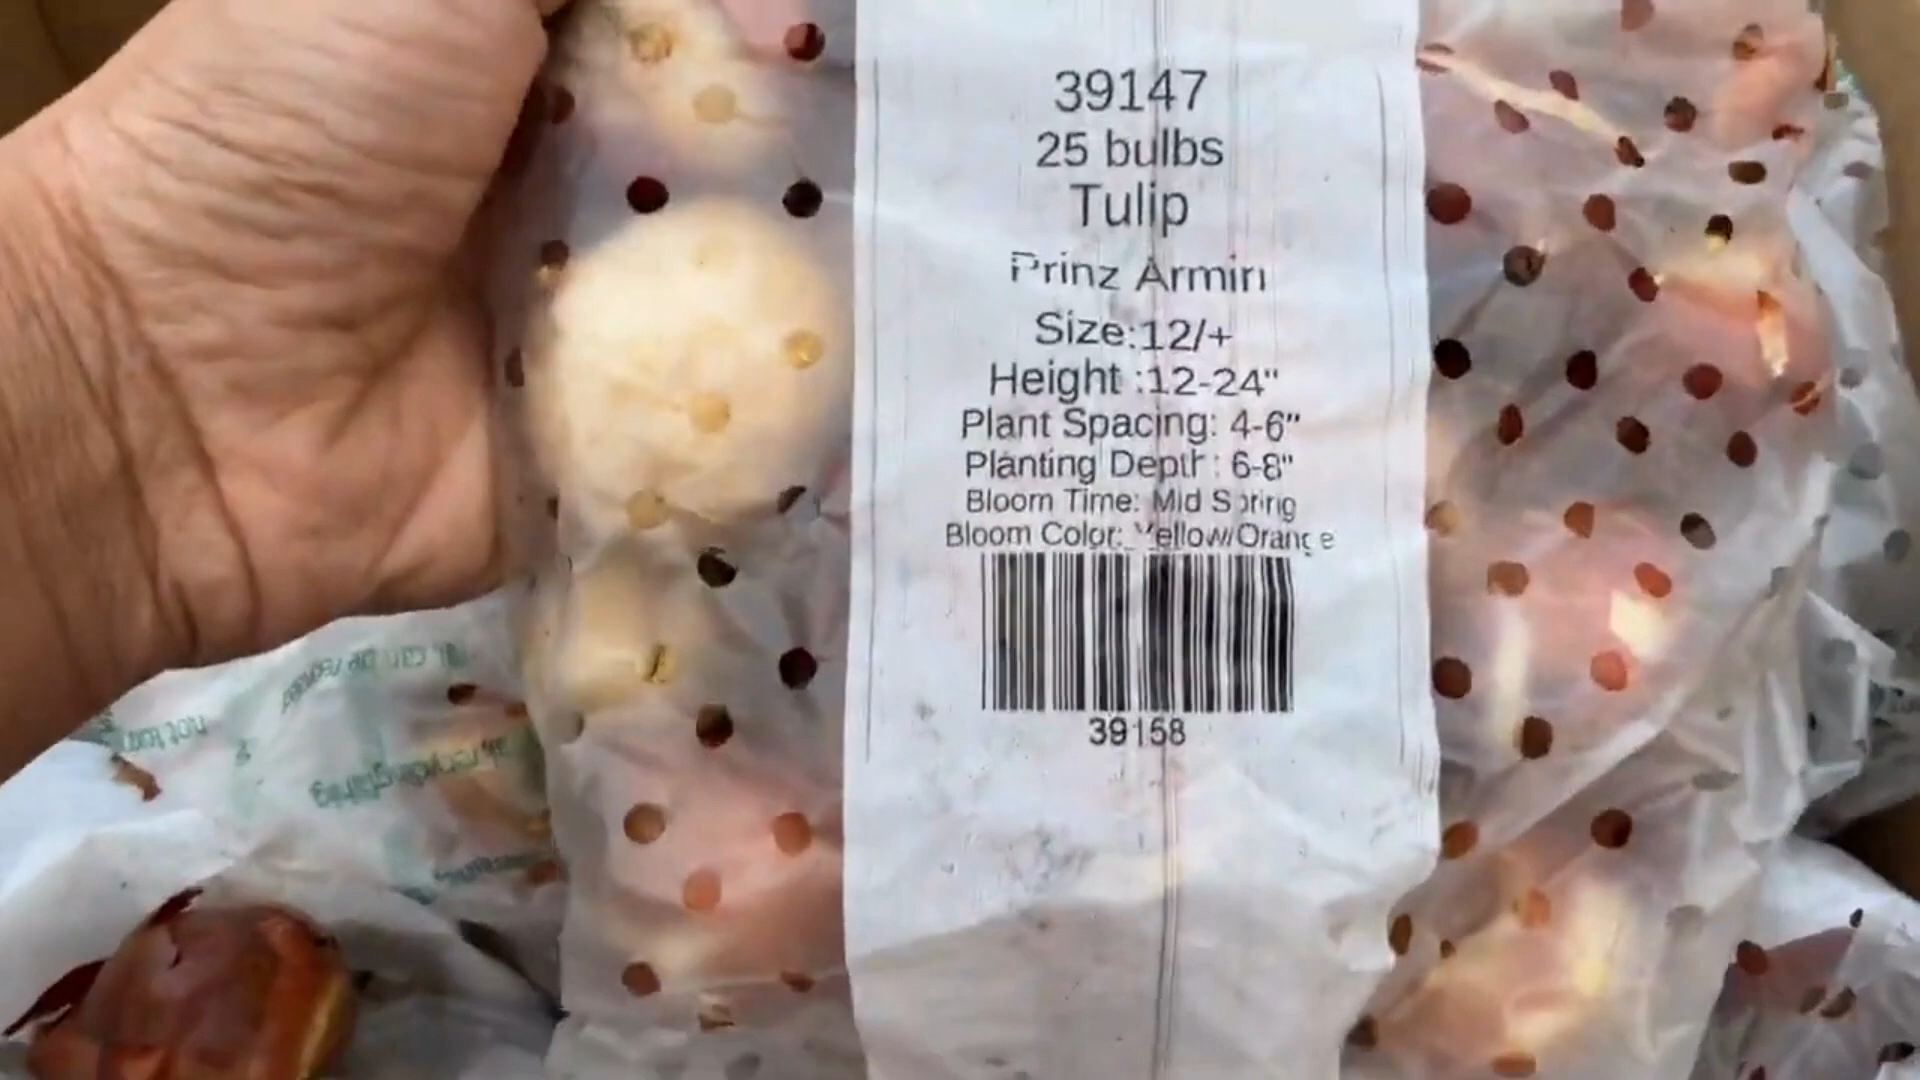 39147
25 bulbs
Tulip
Prinz Armin
Size:12/+
Height :12-24"
Plant Spacing: 4-6"
Planting Depth : 6-8"
Bloom Time: Mid Spring
Bloom Color: Yellow/Orange
39158
not